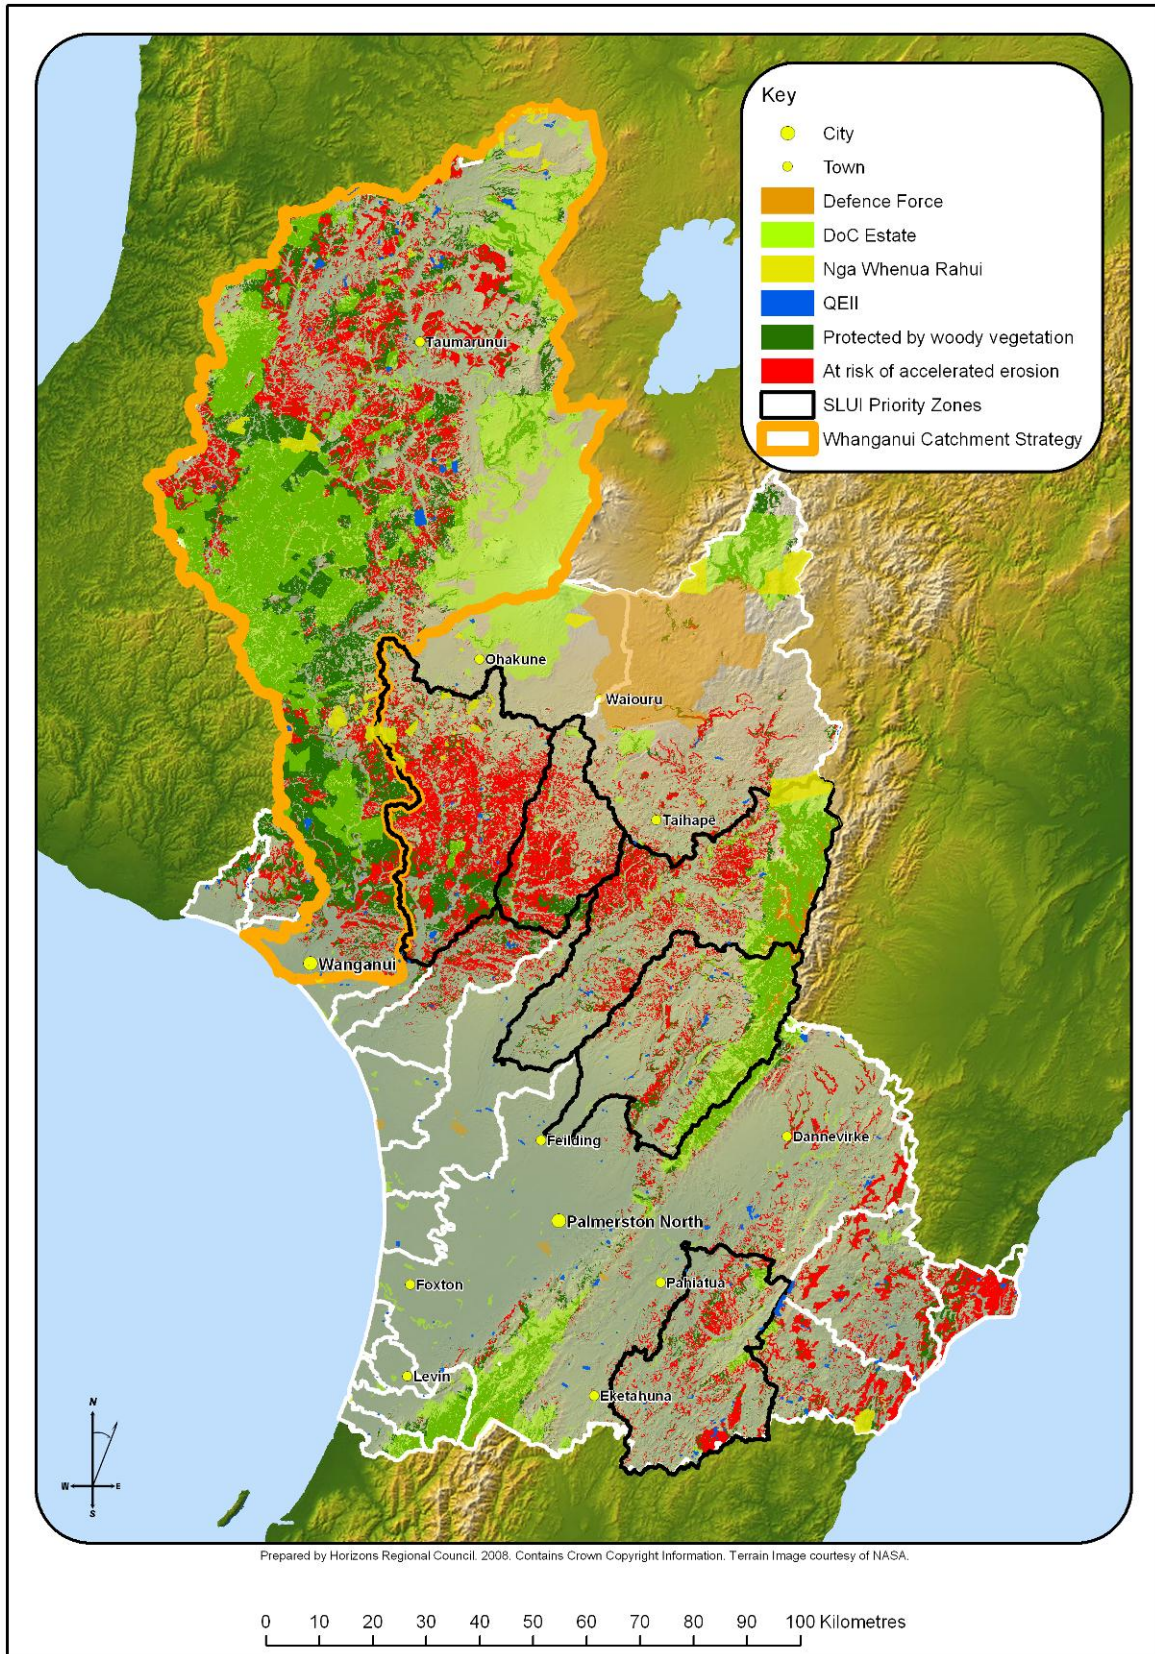 Key
City
Town
Defence Force
DoC Estate
Nga Whenua Rahui
QEII
Protected by woody vegetation
At risk of accelerated erosion
SLUI Priority Zones
Whanganui Catchment Strategy
Taumarunui
Ohakune
Waiouru
Taihape
Wanganui
Feilding
Dannevirke
Palmerston North
Foxton
Pahiatua
Levin
Eketahuna
N
W E
S
Prepared by Horizons Regional Council. 2008. Contains Crown Copyright Information. Terrain Image courtesy of NASA.
0 10 20 30 40 50 60 70 80 90 100 Kilometres